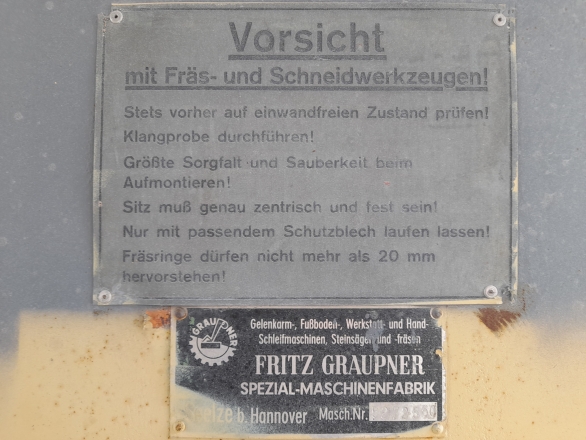 Vorsicht
mit Fräs- und Schneidwerkzeugen!
Stets vorher auf einwandfreien Zustand prüfen!
Klangprobe durchführen!
Größte Sorgfalt und Sauberkeit beim
Aufmontieren!
Sitz muß genau zentrisch und fest sein!
Nur mit passendem Schutzblech laufen lassen!
Fräsringe dürfen nicht mehr als 20 mm
hervorstehen!
GRAUPNER
Gelenkarm-, Fußboden-, Werkstatt- und Hand-
Schleifmaschinen, Steinsägen und -fräsen
FRITZ GRAUPNER
SPEZIAL-MASCHINENFABRIK
b. Hannover Masch.Nr.